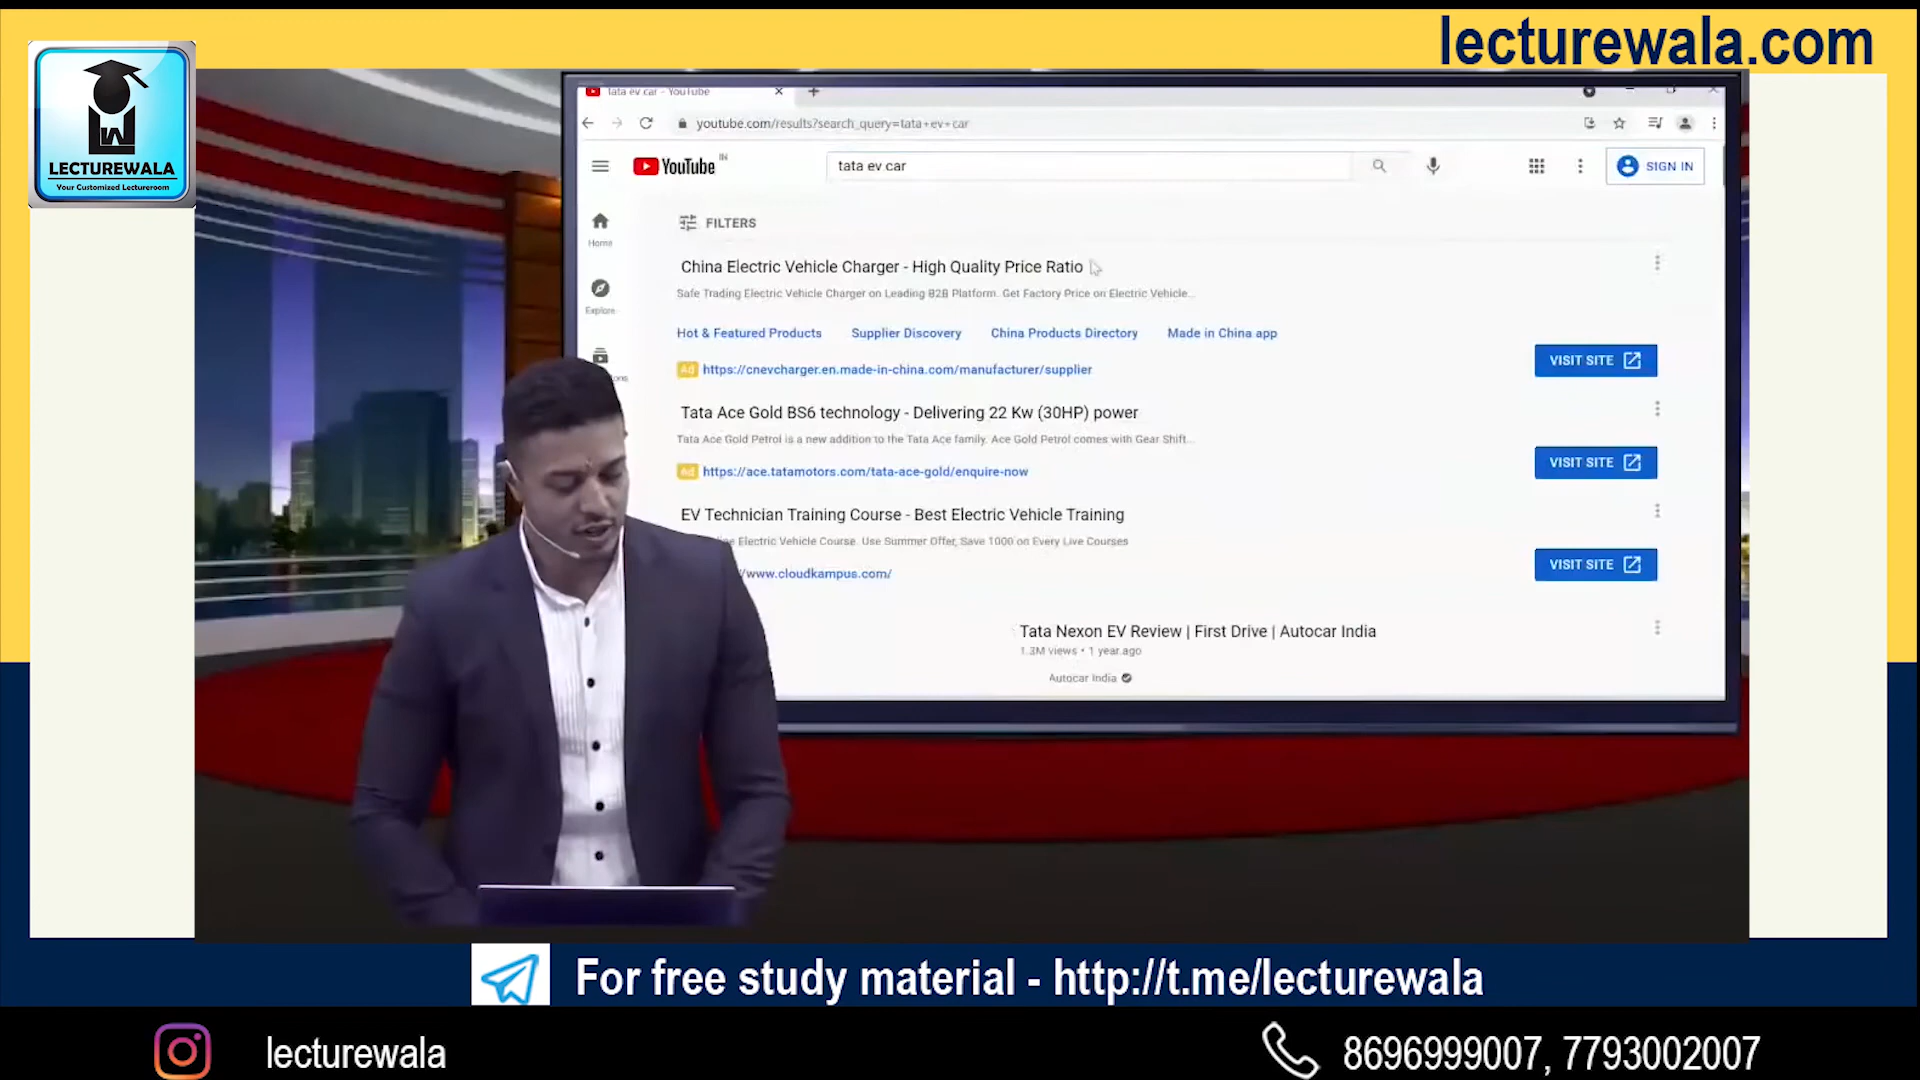 lecturewala.com
LW
LECTUREWALA
Your Customized Lectureroom
tata ev car - YouTube
youtube.com/results?search_query=tata+ev+car
YouTube IN
tata ev car
SIGN IN
FILTERS
Home
Explore
China Electric Vehicle Charger - High Quality Price Ratio
Safe Trading Electric Vehicle Charger on Leading B2B Platform. Get Factory Price on Electric Vehicle...
Hot & Featured Products Supplier Discovery China Products Directory Made in China app
Ad https://cnevcharger.en.made-in-china.com/manufacturer/supplier
VISIT SITE
Tata Ace Gold BS6 technology - Delivering 22 Kw (30HP) power
Tata Ace Gold Petrol is a new addition to the Tata Ace family. Ace Gold Petrol comes with Gear Shift...
Ad https://ace.tatamotors.com/tata-ace-gold/enquire-now
VISIT SITE
EV Technician Training Course - Best Electric Vehicle Training
Electric Vehicle Course. Use Summer Offer, Save 1000 on Every Live Courses
/www.cloudkampus.com/
VISIT SITE
Tata Nexon EV Review | First Drive | Autocar India
1.3M views • 1 year ago
Autocar India
For free study material - http://t.me/lecturewala
lecturewala
8696999007, 7793002007